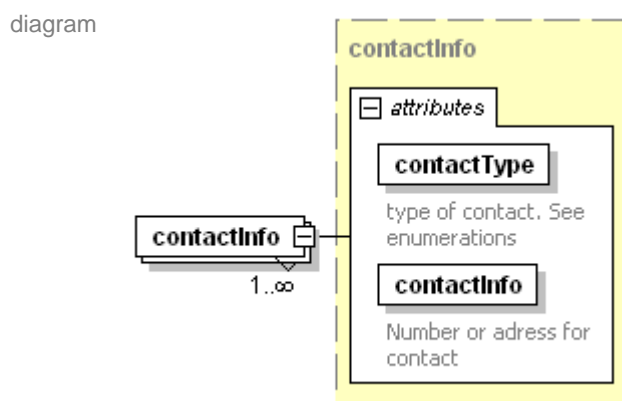 diagram
contactInfo
attributes
contactType
type of contact. See
enumerations
contactInfo
1..∞
contactInfo
Number or adress for
contact